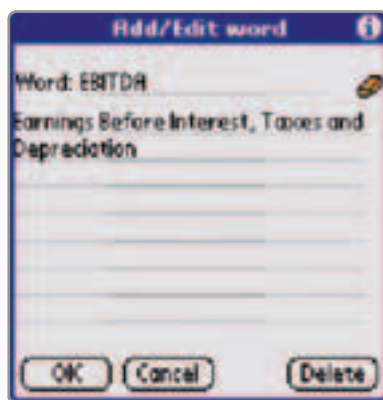 Add/Edit word
Word: EBITDA
Earnings Before Interest, Taxes and
Depreciation
OK Cancel Delete